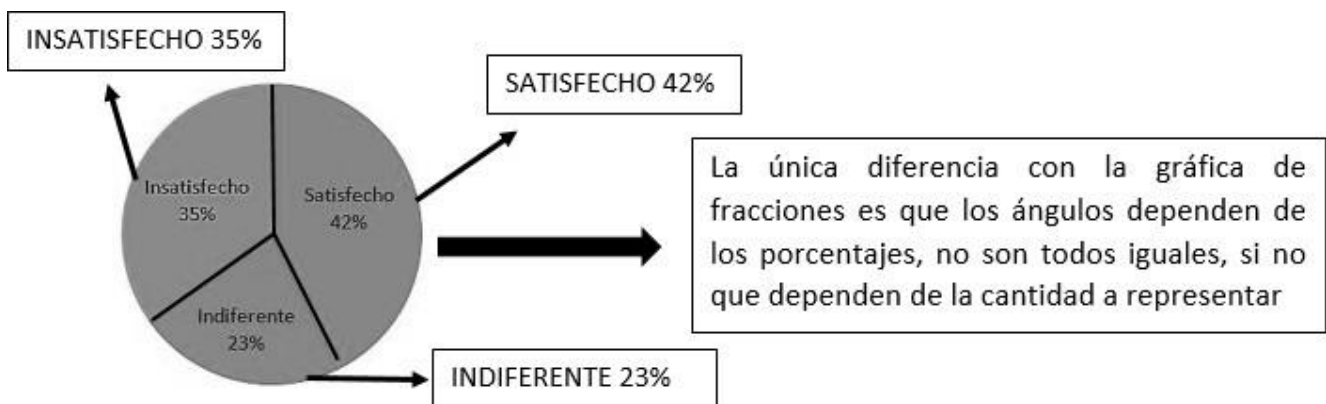 INSATISFECHO 35%
SATISFECHO 42%
Insatisfecho
35%
Satisfecho
42%
Indiferente
23%
La única diferencia con la gráfica de
fracciones es que los ángulos dependen de
los porcentajes, no son todos iguales, si no
que dependen de la cantidad a representar
INDIFERENTE 23%